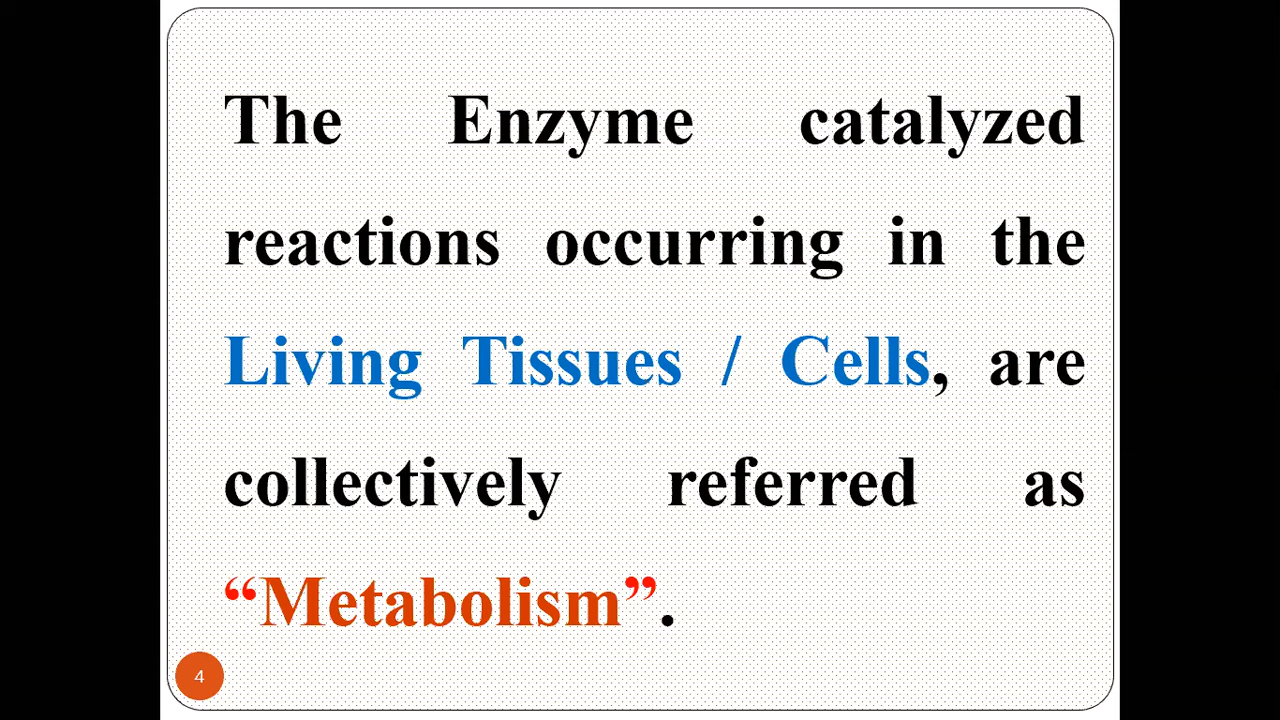 The Enzyme catalyzed
reactions occurring in the
Living Tissues / Cells, are
collectively referred as
“Metabolism”.
4